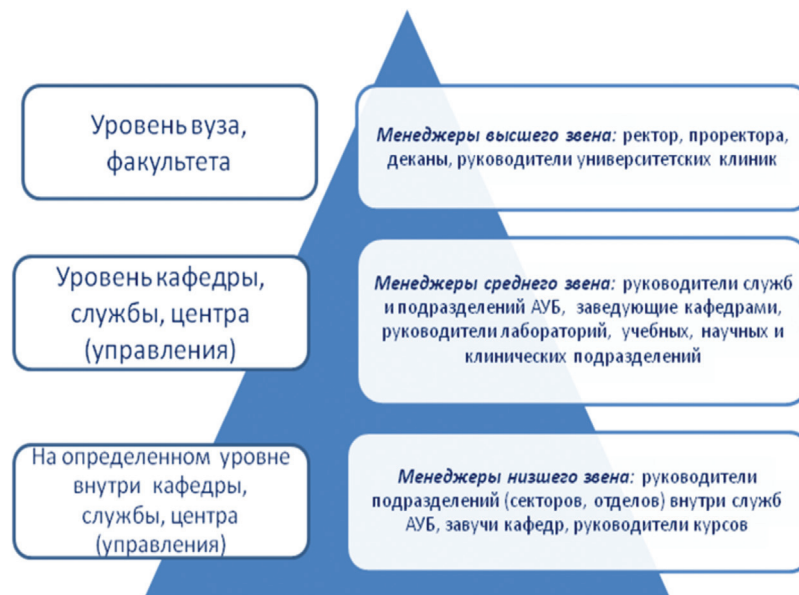 Уровень вуза,
факультета
Менеджеры высшего звена: ректор, проректора,
деканы, руководители университетских клиник
Уровень кафедры,
службы, центра
(управления)
Менеджеры среднего звена: руководители служб
и подразделений АУБ, заведующие кафедрами,
руководители лабораторий, учебных, научных и
клинических подразделений
На определенном уровне
внутри кафедры,
службы, центра
(управления)
Менеджеры низшего звена: руководители
подразделений (секторов, отделов) внутри служб
АУБ, завучи кафедр, руководители курсов